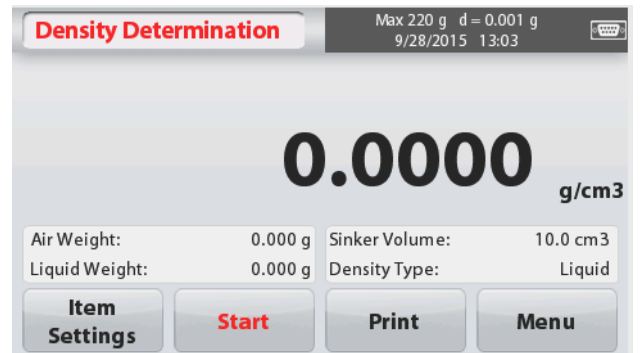 Density Determination
Max 220 g d = 0.001 g
9/28/2015 13:03
0.0000
g/cm3
Air Weight: 0.000 g Sinker Volume: 10.0 cm3
Liquid Weight: 0.000 g Density Type: Liquid
Item
Settings
Start
Print
Menu